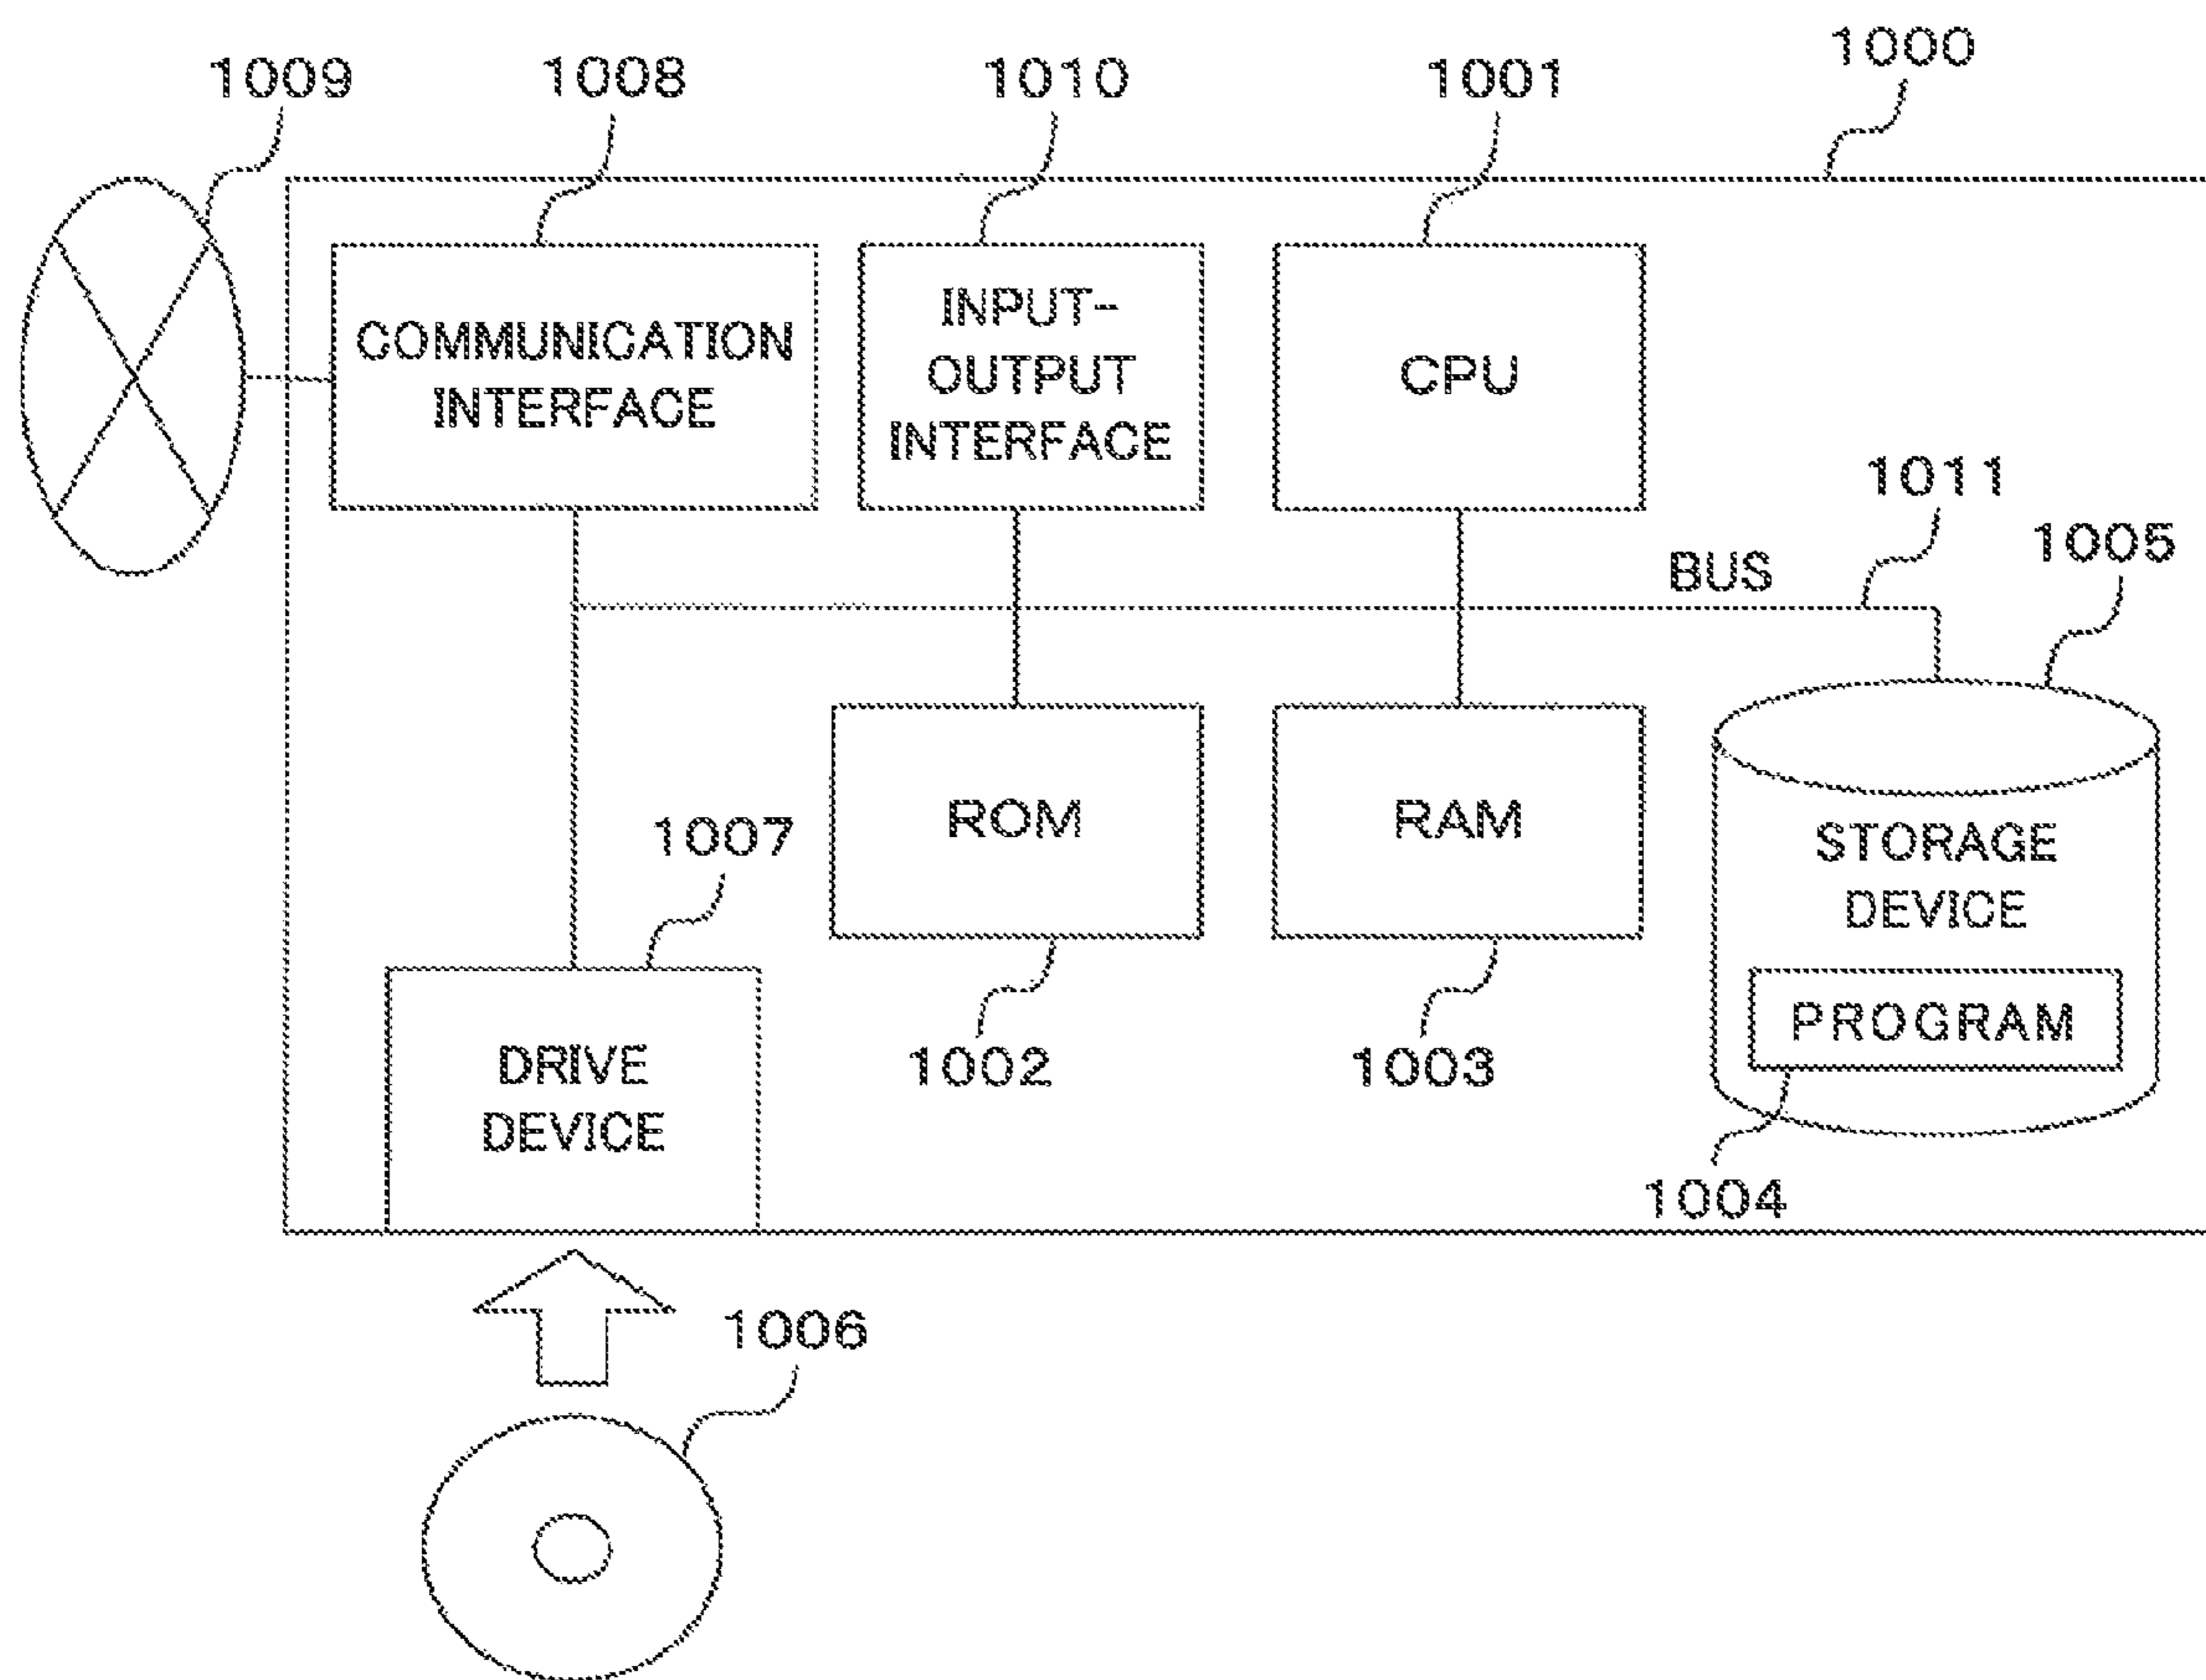 1000
1009
1008
1010
1001
COMMUNICATION
INTERFACE
INPUT-
OUTPUT
INTERFACE
CPU
1011
BUS
1005
ROM
RAM
STORAGE
DEVICE
1007
PROGRAM
DRIVE
DEVICE
1002
1003
1004
1006